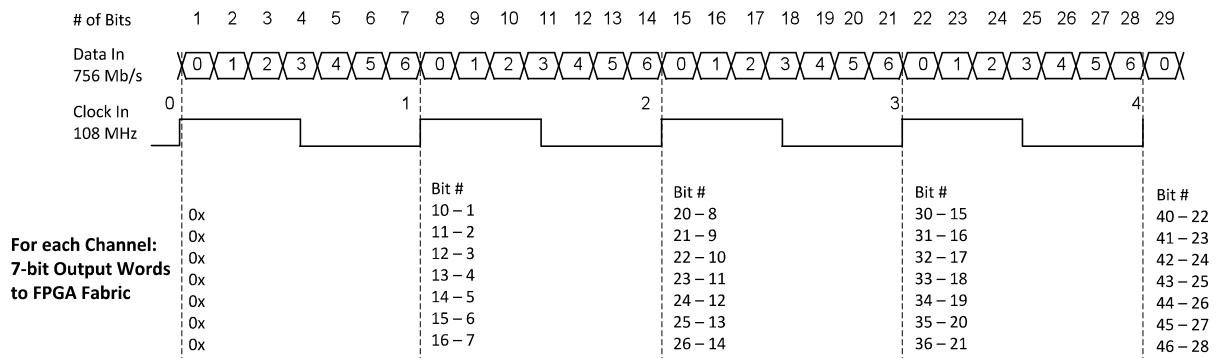 # of Bits 1 2 3 4 5 6 7 8 9 10 11 12 13 14 15 16 17 18 19 20 21 22 23 24 25 26 27 28 29
Data In
756 Mb/s
0 1 2 3 4 5 6 0 1 2 3 4 5 6 0 1 2 3 4 5 6 0 1 2 3 4 5 6 0
0 1 2 3 4
Clock In
108 MHz
For each Channel:
7-bit Output Words
to FPGA Fabric
0x
0x
0x
0x
0x
0x
0x
Bit #
10 – 1
11 – 2
12 – 3
13 – 4
14 – 5
15 – 6
16 – 7
Bit #
20 – 8
21 – 9
22 – 10
23 – 11
24 – 12
25 – 13
26 – 14
Bit #
30 – 15
31 – 16
32 – 17
33 – 18
34 – 19
35 – 20
36 – 21
Bit #
40 – 22
41 – 23
42 – 24
43 – 25
44 – 26
45 – 27
46 – 28